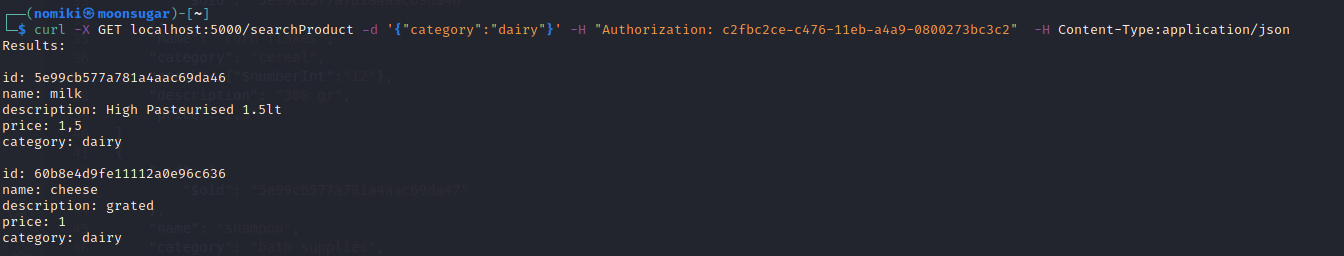 ┌──(nomiki㉿moonsugar)-[~]
└─$ curl -X GET localhost:5000/searchProduct -d '{"category":"dairy"}' -H "Authorization: c2fbc2ce-c476-11eb-a4a9-0800273bc3c2"  -H Content-Type:application/json
Results:

id: 5e99cb577a781a4aac69da46
name: milk
description: High Pasteurised 1.5lt
price: 1,5
category: dairy

id: 60b8e4d9fe11112a0e96c636
name: cheese
description: grated
price: 1
category: dairy